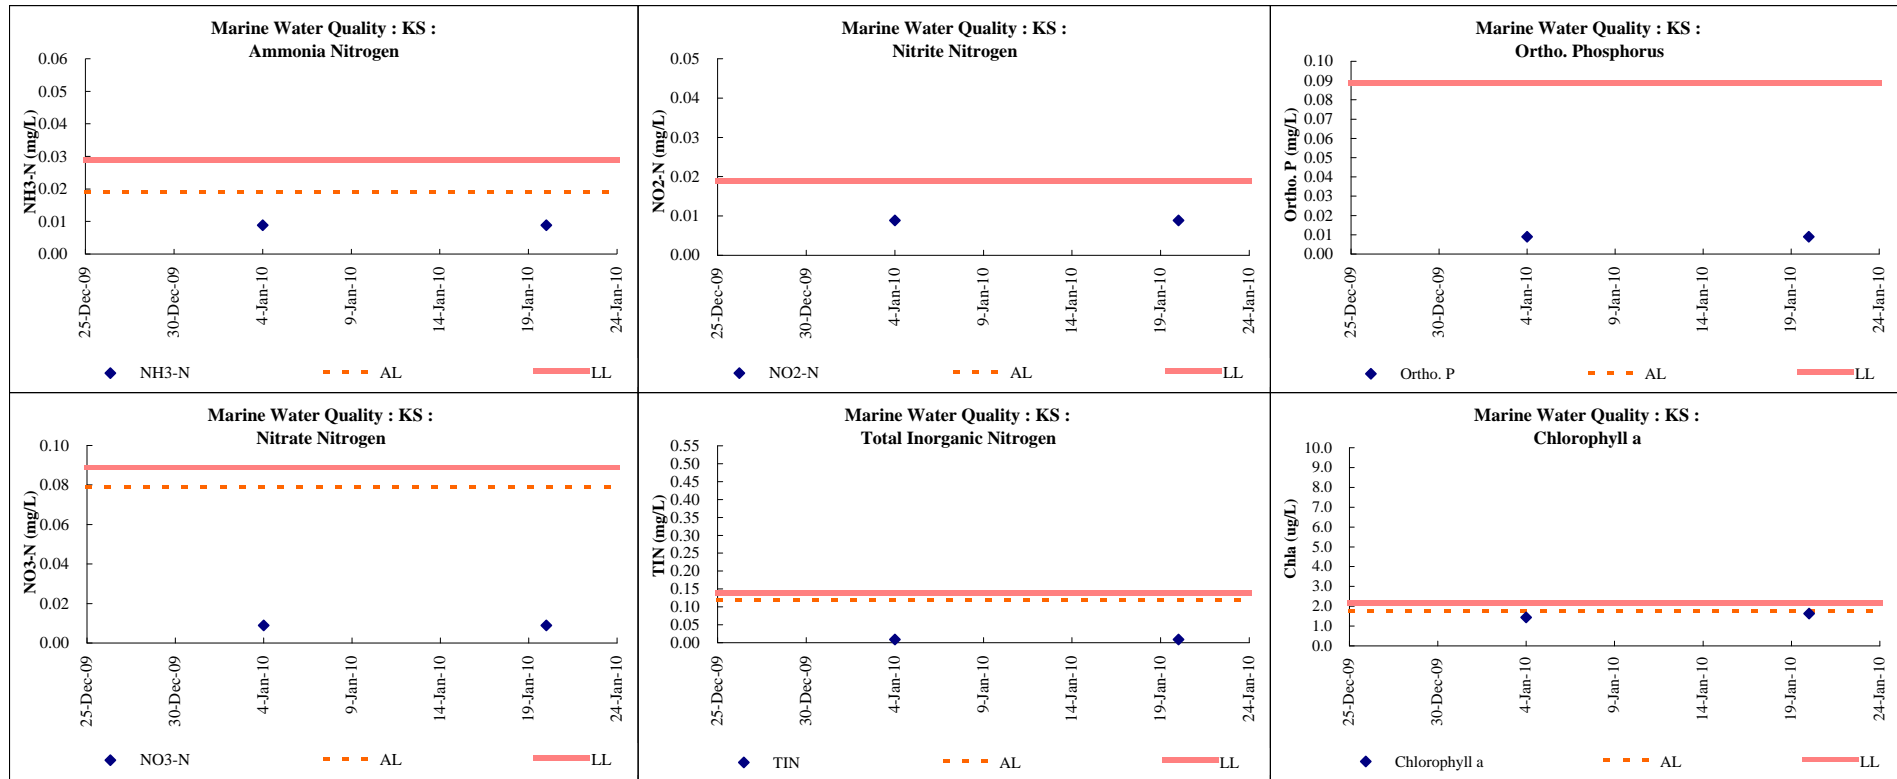 Marine Water Quality : KS :
Ammonia Nitrogen
0.06
0.05
0.04
0.03
0.02
0.01
0.00
NH3-N (mg/L)
25-Dec-09
30-Dec-09
4-Jan-10
9-Jan-10
14-Jan-10
19-Jan-10
24-Jan-10
NH3-N AL LL
Marine Water Quality : KS :
Nitrite Nitrogen
0.05
0.04
0.03
0.02
0.01
0.00
NO2-N (mg/L)
25-Dec-09
30-Dec-09
4-Jan-10
9-Jan-10
14-Jan-10
19-Jan-10
24-Jan-10
NO2-N AL LL
Marine Water Quality : KS :
Ortho. Phosphorus
0.10
0.09
0.08
0.07
0.06
0.05
0.04
0.03
0.02
0.01
0.00
Ortho. P (mg/L)
25-Dec-09
30-Dec-09
4-Jan-10
9-Jan-10
14-Jan-10
19-Jan-10
24-Jan-10
Ortho. P AL LL
Marine Water Quality : KS :
Nitrate Nitrogen
0.10
0.08
0.06
0.04
0.02
0.00
NO3-N (mg/L)
25-Dec-09
30-Dec-09
4-Jan-10
9-Jan-10
14-Jan-10
19-Jan-10
24-Jan-10
NO3-N AL LL
Marine Water Quality : KS :
Total Inorganic Nitrogen
0.55
0.50
0.45
0.40
0.35
0.30
0.25
0.20
0.15
0.10
0.05
0.00
TIN (mg/L)
25-Dec-09
30-Dec-09
4-Jan-10
9-Jan-10
14-Jan-10
19-Jan-10
24-Jan-10
TIN AL LL
Marine Water Quality : KS :
Chlorophyll a
10.0
9.0
8.0
7.0
6.0
5.0
4.0
3.0
2.0
1.0
0.0
Chla (ug/L)
25-Dec-09
30-Dec-09
4-Jan-10
9-Jan-10
14-Jan-10
19-Jan-10
24-Jan-10
Chlorophyll a AL LL